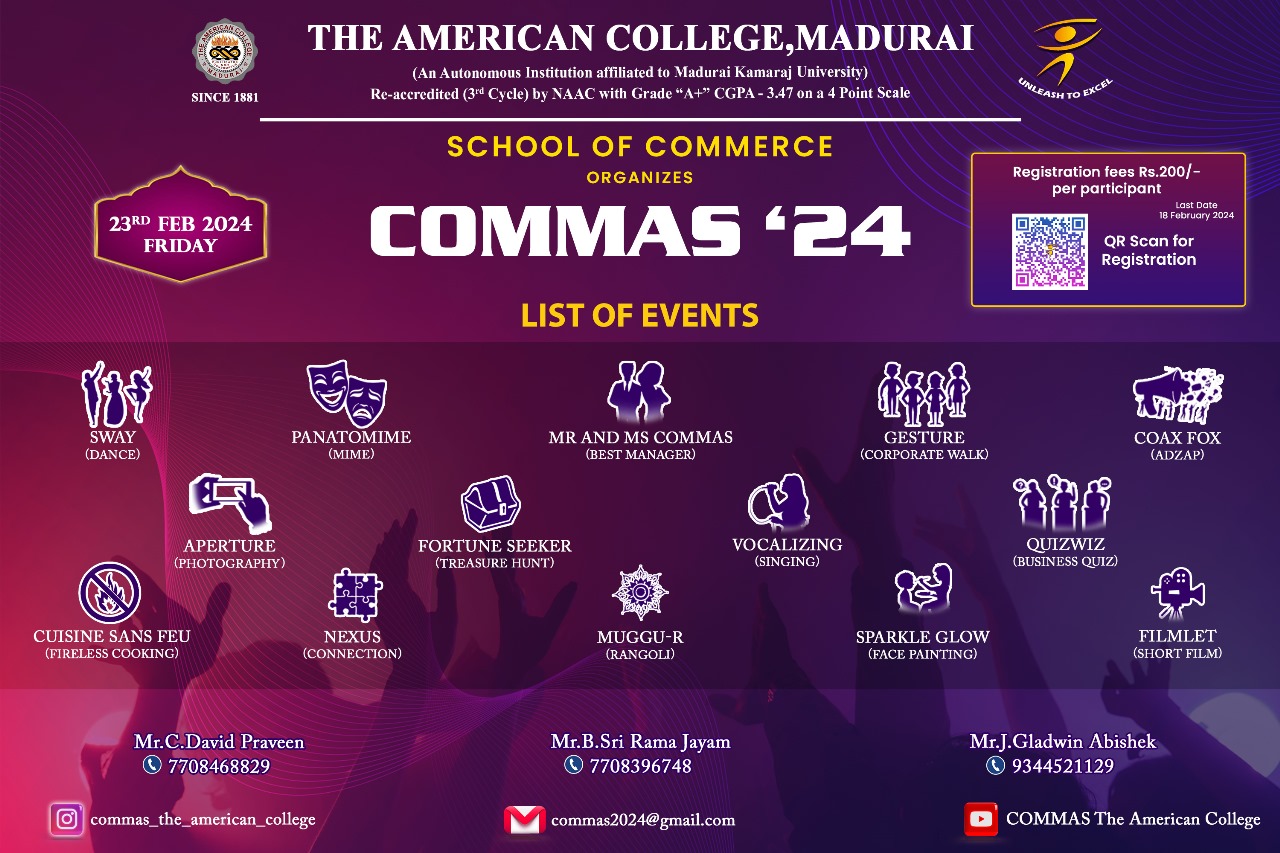 THE AMERICAN COLLEGE,MADURAI
(An Autonomous Institution affiliated to Madurai Kamaraj University)
Re-accredited (3rd Cycle) by NAAC with Grade “A+” CGPA - 3.47 on a 4 Point Scale
THE AMERICAN COLLEGE
MADURAI
SINCE 1881
UNLEASH TO EXCEL
SCHOOL OF COMMERCE
ORGANIZES
COMMAS ‘24
23RD FEB 2024
FRIDAY
Registration fees Rs.200/-
per participant
Last Date
18 February 2024
QR Scan for
Registration
LIST OF EVENTS
SWAY
(DANCE)
PANATOMIME
(MIME)
MR AND MS COMMAS
(BEST MANAGER)
GESTURE
(CORPORATE WALK)
COAX FOX
(ADZAP)
APERTURE
(PHOTOGRAPHY)
FORTUNE SEEKER
(TREASURE HUNT)
VOCALIZING
(SINGING)
QUIZWIZ
(BUSINESS QUIZ)
CUISINE SANS FEU
(FIRELESS COOKING)
NEXUS
(CONNECTION)
MUGGU-R
(RANGOLI)
SPARKLE GLOW
(FACE PAINTING)
FILMLET
(SHORT FILM)
Mr.C.David Praveen
7708468829
Mr.B.Sri Rama Jayam
7708396748
Mr.J.Gladwin Abishek
9344521129
commas_the_american_college
commas2024@gmail.com
COMMAS The American College